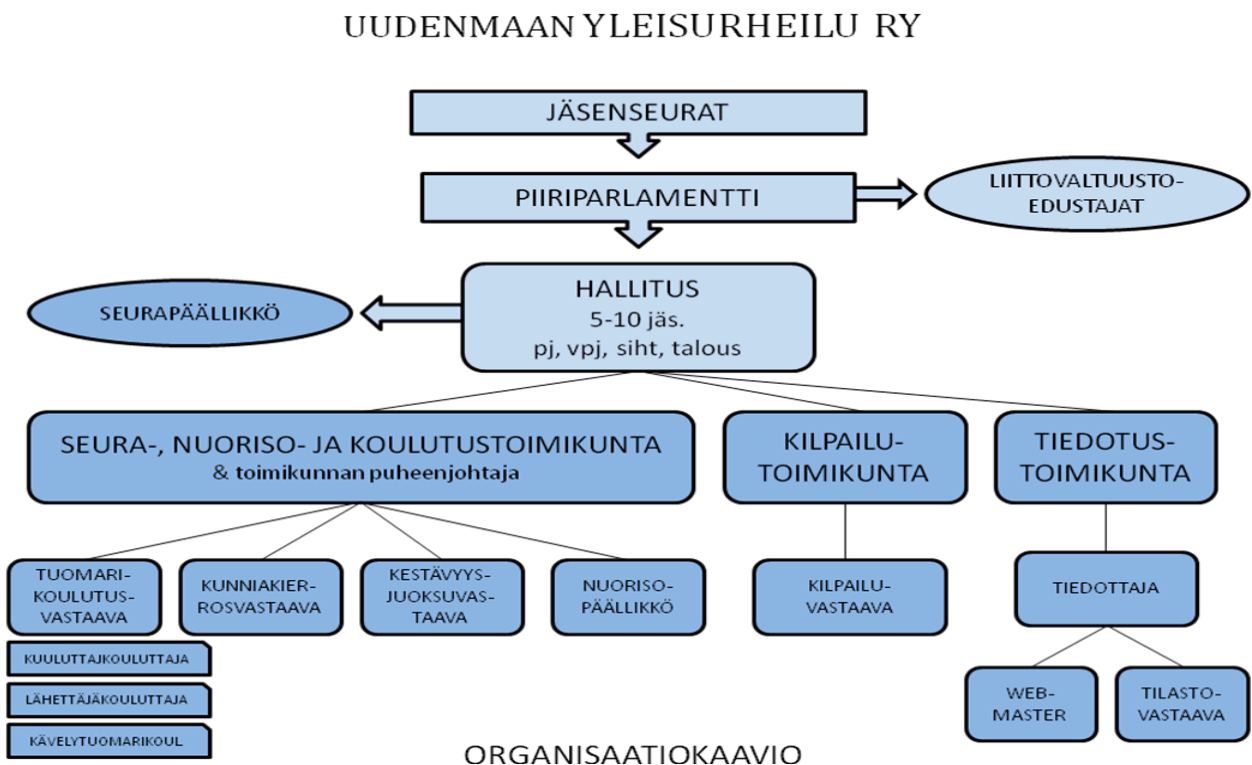 UUDENMAAN YLEISURHEILU RY
JÄSENSEURAT
PIIRIPARLAMENTTI
LIITTOVALTUUSTO-
EDUSTAJAT
HALLITUS
5-10 jäs.
pj, vpj, siht, talous
SEURAPÄÄLLIKKÖ
SEURA-, NUORISO- JA KOULUTUSTOIMIKUNTA
& toimikunnan puheenjohtaja
KILPAILU-
TOIMIKUNTA
TIEDOTUS-
TOIMIKUNTA
TUOMARI-
KOULUTUS-
VASTAAVA
KUNNIAKIER-
ROSVASTAAVA
KESTÄVYYS-
JUOKSUVAS-
TAAVA
NUORISO-
PÄÄLLIKKÖ
KILPAILU-
VASTAAVA
TIEDOTTAJA
KUULUTTAJKOULUTTAJA
LÄHETTÄJÄKOULUTTAJA
KÄVELYTUOMARIKOUL
WEB-
MASTER
TILASTO-
VASTAAVA
ORGANISAATIOKAAVIO